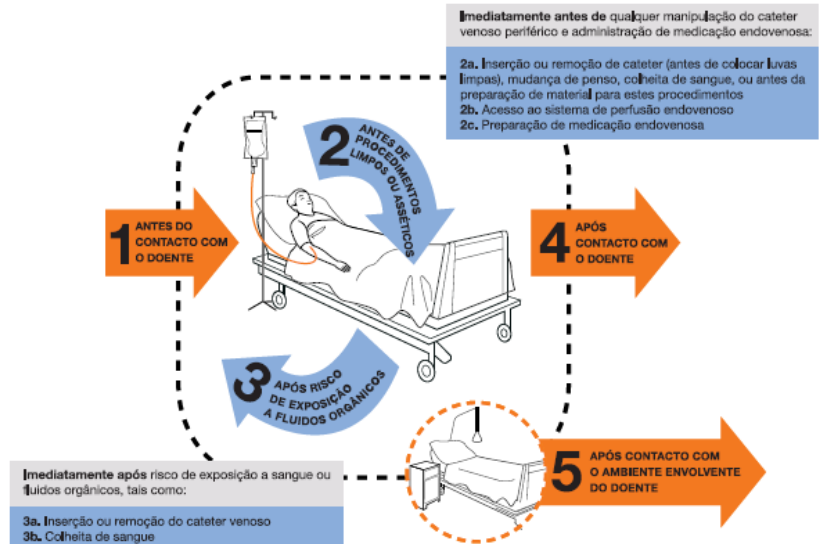 Imediatamente antes de qualquer manipulação do cateter
venoso periférico e administração de medicação endovenosa:
2a. Inserção ou remoção de cateter (antes de colocar luvas
limpas), mudança de penso, colheita de sangue, ou antes da
preparação de material para estes procedimentos
2b. Acesso ao sistema de perfusão endovenoso
2c. Preparação de medicação endovenosa
1 ANTES DO
CONTACTO COM
O DOENTE
2 ANTES DE
PROCEDIMENTOS
LIMPOS OU ASSÉTICOS
3 APÓS RISCO
DE EXPOSIÇÃO
A FLUIDOS ORGÂNICOS
4 APÓS
CONTACTO COM
O DOENTE
5 APÓS CONTACTO COM
O AMBIENTE ENVOLVENTE
DO DOENTE
Imediatamente após risco de exposição a sangue ou
fluidos orgânicos, tais como:
3a. Inserção ou remoção do cateter venoso
3b. Colheita de sangue